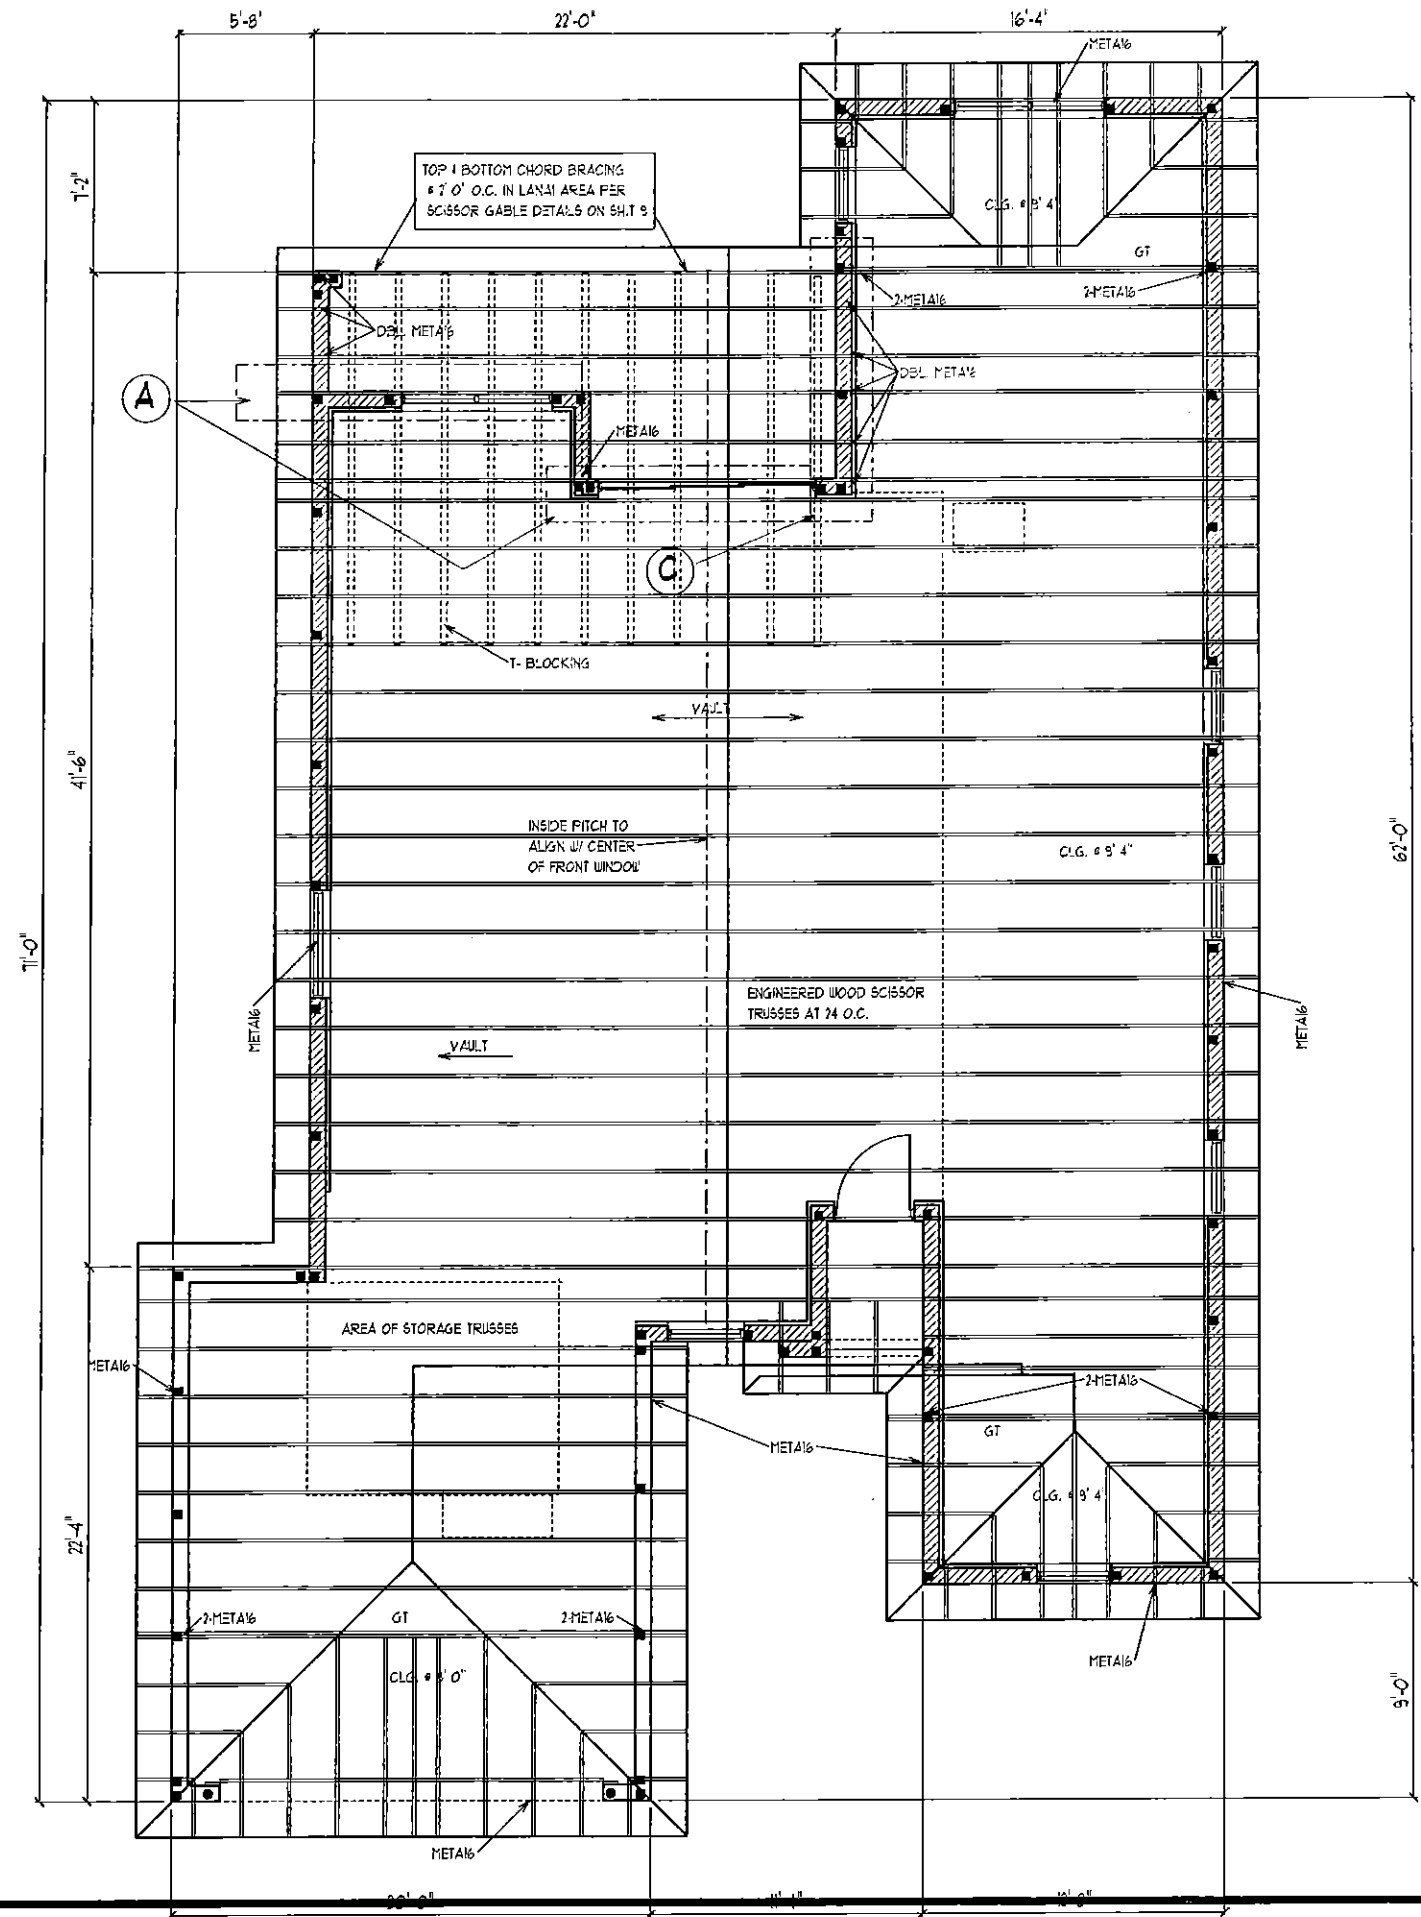 5'-8"
22'-0"
16'-4"
META16
TOP & BOTTOM CHORD BRACING
@ 2' 0" O.C. IN LANAI AREA PER
SCISSOR GABLE DETAILS ON SH.T 9
7'-2"
CLG. @ 9' 4"
GT
2-META16
2-META16
DBL. META16
DBL. META16
A
META16
C
T- BLOCKING
VAULT
41'-6"
INSIDE PITCH TO
ALIGN W/ CENTER
OF FRONT WINDOW
CLG. @ 9' 4"
62'-0"
71'-0"
ENGINEERED WOOD SCISSOR
TRUSSES AT 24 O.C.
META16
META16
VAULT
AREA OF STORAGE TRUSSES
META16
2-META16
GT
META16
CLG. @ 9' 4"
22'-4"
2-META16
GT
2-META16
CLG. @ 0"
META16
9'-0"
META16